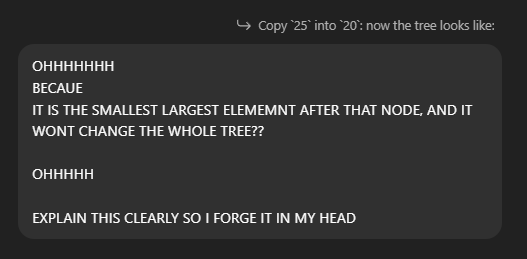 Copy `25` into `20`: now the tree looks like:
OHHHHHHH
BECAUE
IT IS THE SMALLEST LARGEST ELEMEMNT AFTER THAT NODE, AND IT
WONT CHANGE THE WHOLE TREE??
OHHHHH
EXPLAIN THIS CLEARLY SO I FORGE IT IN MY HEAD